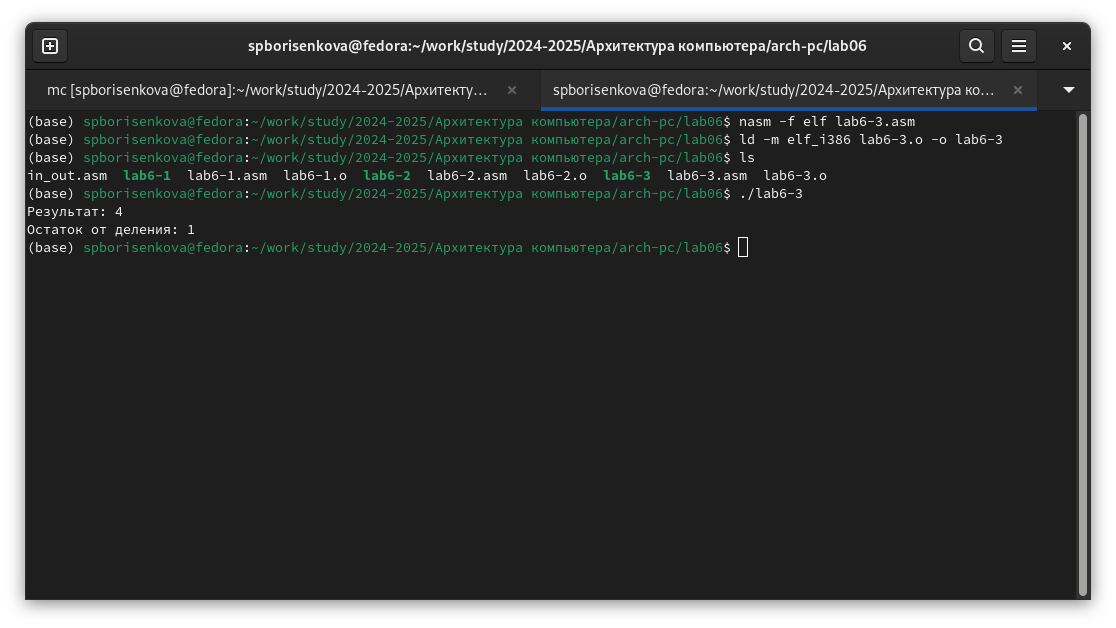 spborisenkova@fedora:~/work/study/2024-2025/Архитектура компьютера/arch-pc/lab06
mc [spborisenkova@fedora]:~/work/study/2024-2025/Архитекту...
spborisenkova@fedora:~/work/study/2024-2025/Архитектура ко...
(base) spborisenkova@fedora:~/work/study/2024-2025/Архитектура компьютера/arch-pc/lab06$ nasm -f elf lab6-3.asm
(base) spborisenkova@fedora:~/work/study/2024-2025/Архитектура компьютера/arch-pc/lab06$ ld -m elf_i386 lab6-3.o -o lab6-3
(base) spborisenkova@fedora:~/work/study/2024-2025/Архитектура компьютера/arch-pc/lab06$ ls
in_out.asm  lab6-1  lab6-1.asm  lab6-1.o  lab6-2  lab6-2.asm  lab6-2.o  lab6-3  lab6-3.asm  lab6-3.o
(base) spborisenkova@fedora:~/work/study/2024-2025/Архитектура компьютера/arch-pc/lab06$ ./lab6-3
Результат: 4
Остаток от деления: 1
(base) spborisenkova@fedora:~/work/study/2024-2025/Архитектура компьютера/arch-pc/lab06$